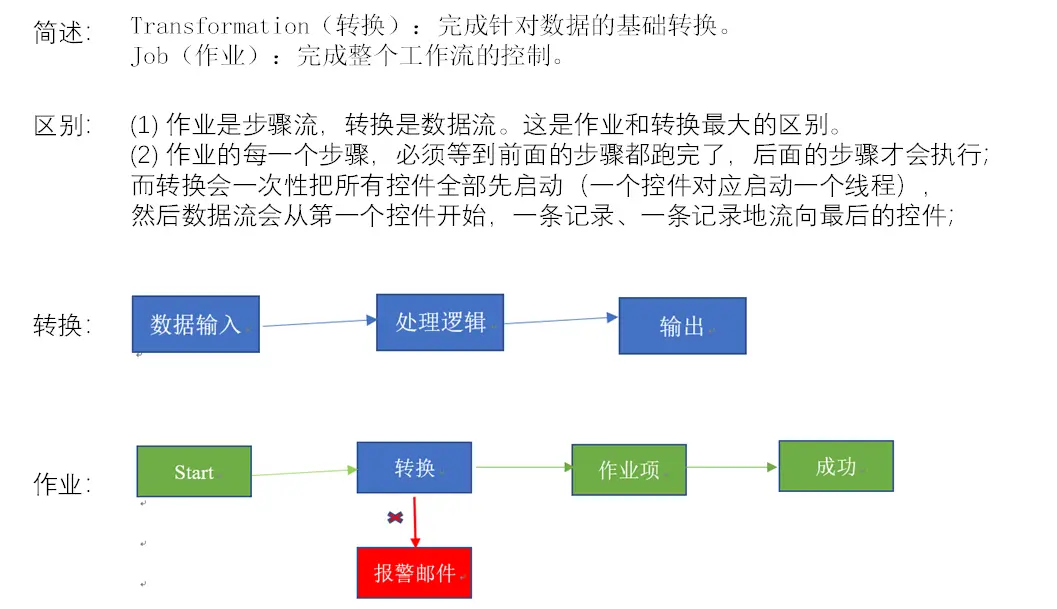 简述：
Transformation（转换）：完成针对数据的基础转换。
Job（作业）：完成整个工作流的控制。
区别：
(1) 作业是步骤流，转换是数据流。这是作业和转换最大的区别。
(2) 作业的每一个步骤，必须等到前面的步骤都跑完了，后面的步骤才会执行；
而转换会一次性把所有控件全部先启动（一个控件对应启动一个线程），
然后数据流会从第一个控件开始，一条记录、一条记录地流向最后的控件；
转换：
数据输入
处理逻辑
输出
作业：
Start
转换
作业项
成功
报警邮件